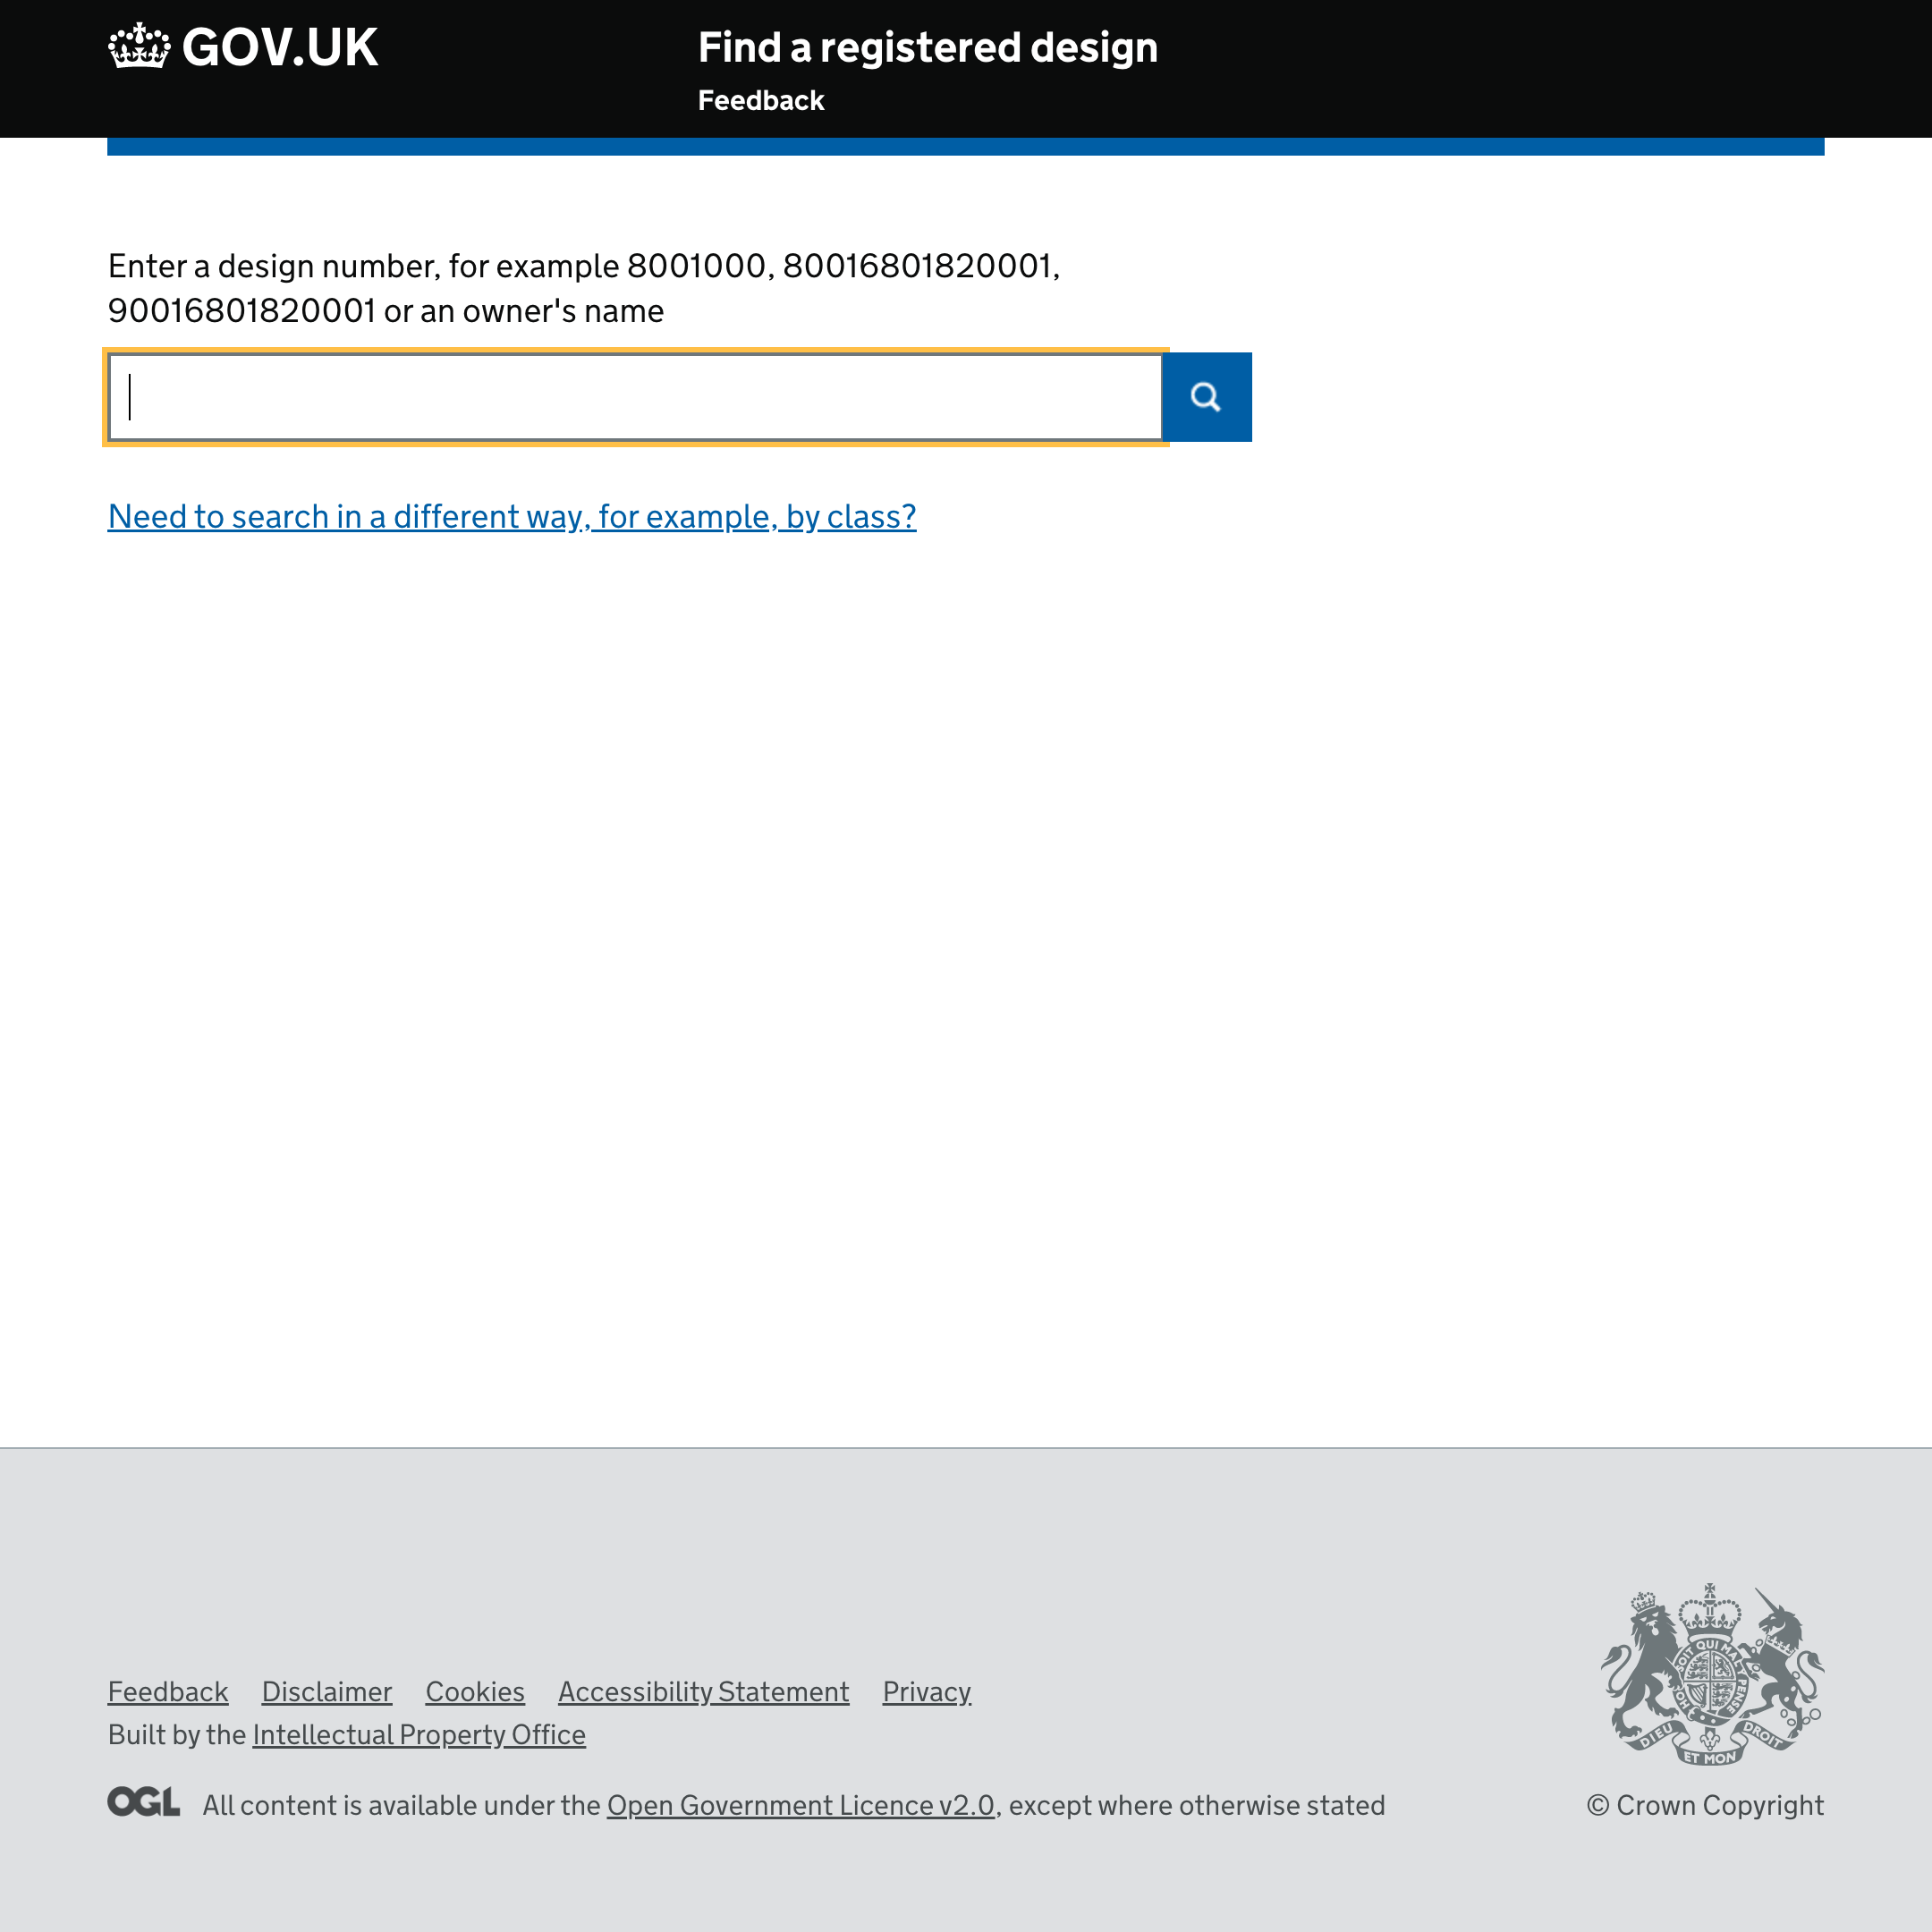 GOV.UK
Find a registered design
Feedback
Enter a design number, for example 8001000, 80016801820001,
90016801820001 or an owner's name
Need to search in a different way, for example, by class?
Feedback Disclaimer Cookies Accessibility Statement Privacy
Built by the Intellectual Property Office
OGL All content is available under the Open Government Licence v2.0, except where otherwise stated
DIEU ET MON DROIT
© Crown Copyright